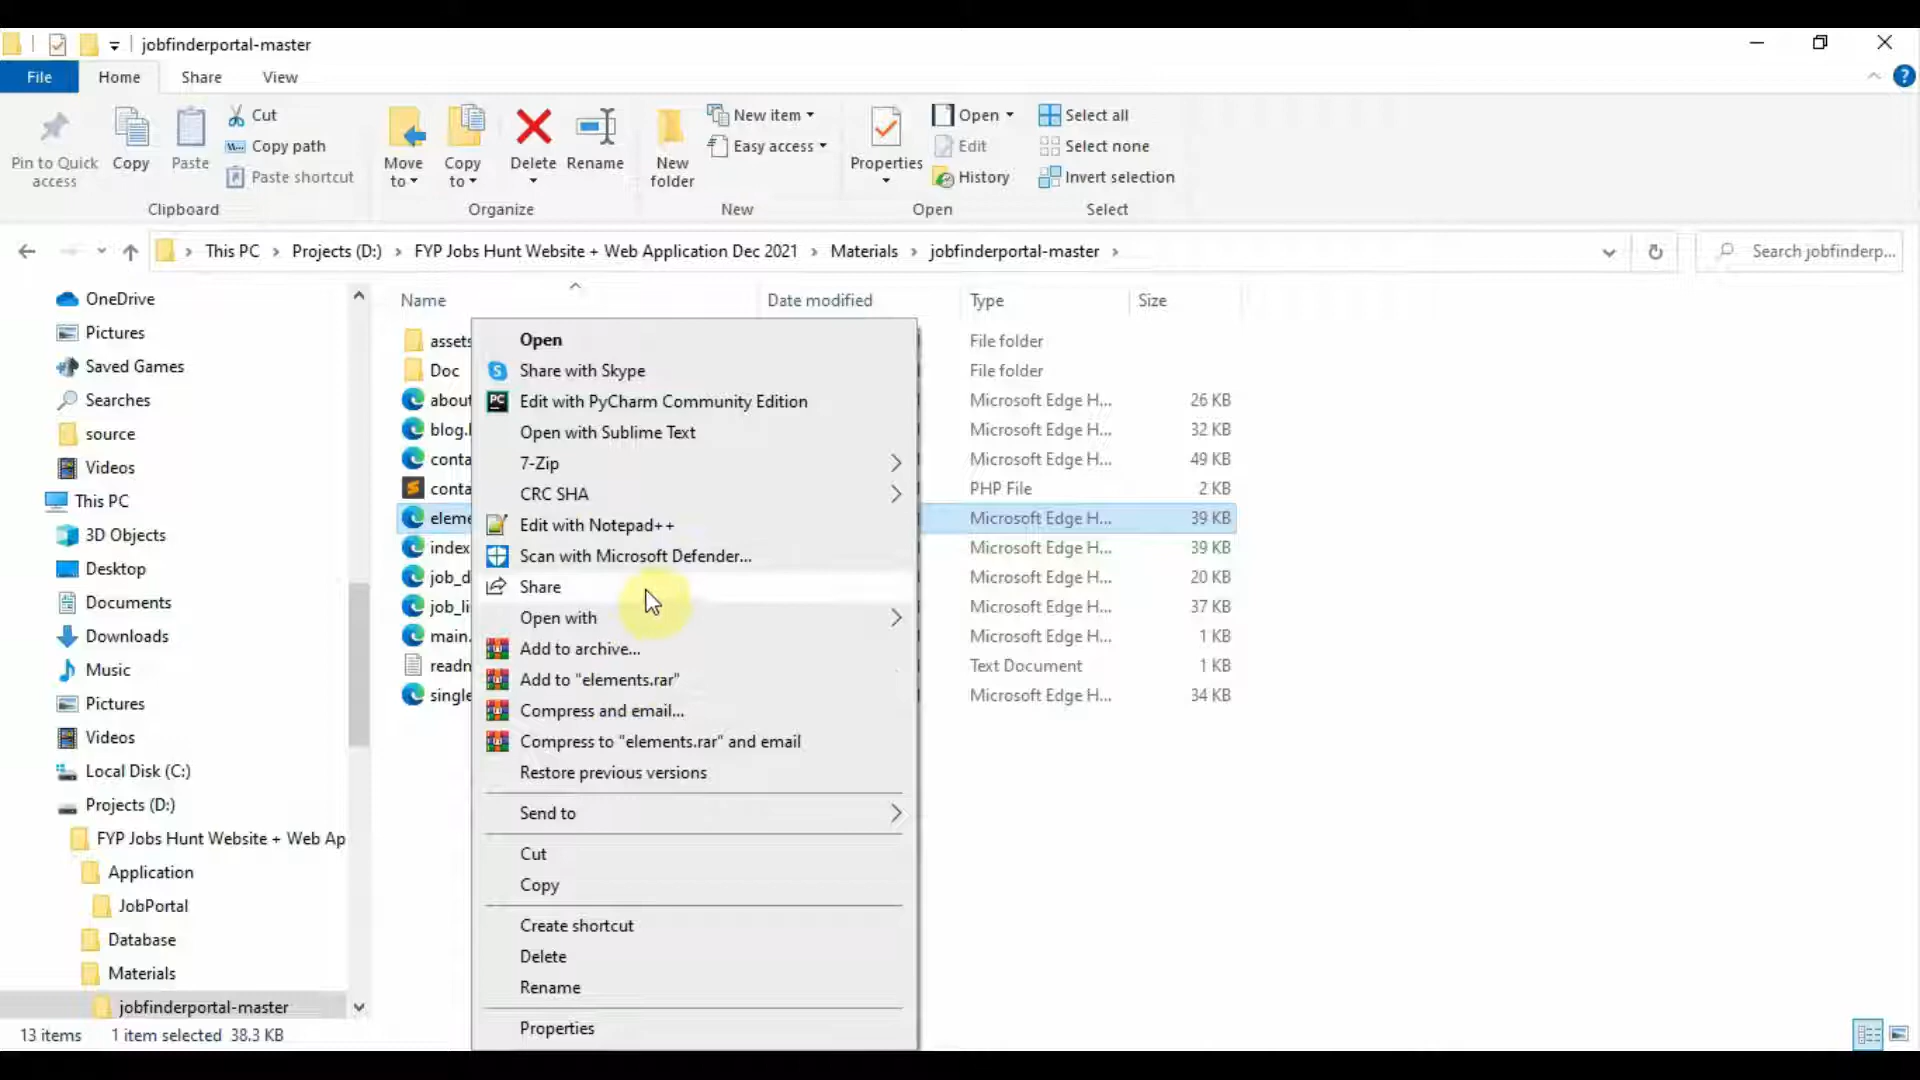 jobfinderportal-master
File Home Share View
Pin to Quick access
Copy
Paste
Cut
Copy path
Paste shortcut
Clipboard
Move to
Copy to
Delete
Rename
Organize
New folder
New item
Easy access
New
Properties
Open
Edit
History
Open
Select all
Select none
Invert selection
Select
This PC Projects (D:) FYP Jobs Hunt Website + Web Application Dec 2021 Materials jobfinderportal-master
Search jobfinderp...
OneDrive
Pictures
Saved Games
Searches
source
Videos
This PC
3D Objects
Desktop
Documents
Downloads
Music
Pictures
Videos
Local Disk (C:)
Projects (D:)
FYP Jobs Hunt Website + Web Ap
Application
JobPortal
Database
Materials
jobfinderportal-master
Name Date modified Type Size
assets File folder
Doc File folder
about Microsoft Edge H... 26 KB
blog.l Microsoft Edge H... 32 KB
conta Microsoft Edge H... 49 KB
conta PHP File 2 KB
eleme Microsoft Edge H... 39 KB
index Microsoft Edge H... 39 KB
job_d Microsoft Edge H... 20 KB
job_li Microsoft Edge H... 37 KB
main. Microsoft Edge H... 1 KB
readn Text Document 1 KB
single Microsoft Edge H... 34 KB
Open
Share with Skype
Edit with PyCharm Community Edition
Open with Sublime Text
7-Zip
CRC SHA
Edit with Notepad++
Scan with Microsoft Defender...
Share
Open with
Add to archive...
Add to "elements.rar"
Compress and email...
Compress to "elements.rar" and email
Restore previous versions
Send to
Cut
Copy
Create shortcut
Delete
Rename
Properties
13 items 1 item selected 38.3 KB